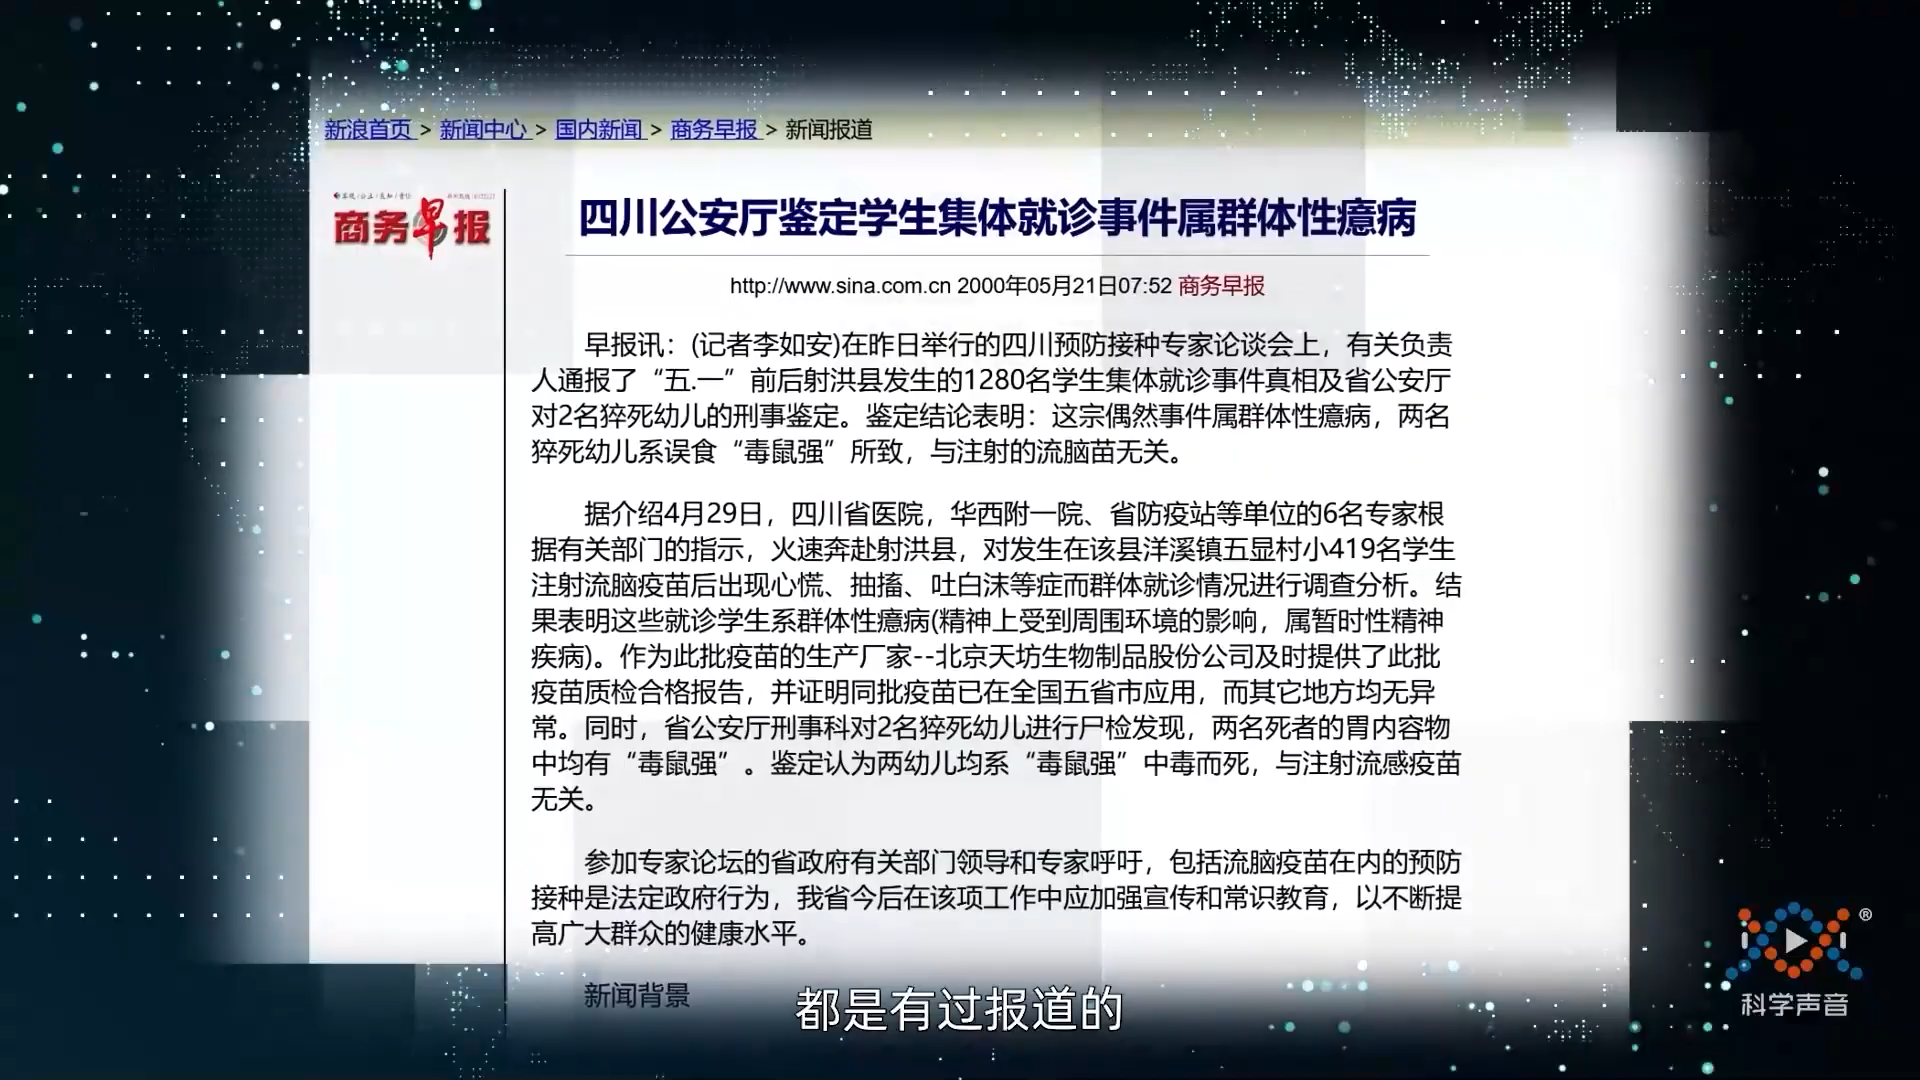 新浪首页 > 新闻中心 > 国内新闻 > 商务早报 > 新闻报道
商务早报
四川公安厅鉴定学生集体就诊事件属群体性癔病
http://www.sina.com.cn 2000年05月21日07:52 商务早报
早报讯：(记者李如安)在昨日举行的四川预防接种专家论谈会上，有关负责
人通报了“五.一”前后射洪县发生的1280名学生集体就诊事件真相及省公安厅
对2名猝死幼儿的刑事鉴定。鉴定结论表明：这宗偶然事件属群体性癔病，两名
猝死幼儿系误食“毒鼠强”所致，与注射的流脑苗无关。
据介绍4月29日，四川省医院，华西附一院、省防疫站等单位的6名专家根
据有关部门的指示，火速奔赴射洪县，对发生在该县洋溪镇五显村小419名学生
注射流脑疫苗后出现心慌、抽搐、吐白沫等症而群体就诊情况进行调查分析。结
果表明这些就诊学生系群体性癔病(精神上受到周围环境的影响，属暂时性精神
疾病)。作为此批疫苗的生产厂家--北京天坊生物制品股份公司及时提供了此批
疫苗质检合格报告，并证明同批疫苗已在全国五省市应用，而其它地方均无异
常。同时，省公安厅刑事科对2名猝死幼儿进行尸检发现，两名死者的胃内容物
中均有“毒鼠强”。鉴定认为两幼儿均系“毒鼠强”中毒而死，与注射流感疫苗
无关。
参加专家论坛的省政府有关部门领导和专家呼吁，包括流脑疫苗在内的预防
接种是法定政府行为，我省今后在该项工作中应加强宣传和常识教育，以不断提
高广大群众的健康水平。
新闻背景
都是有过报道的
®
科学声音